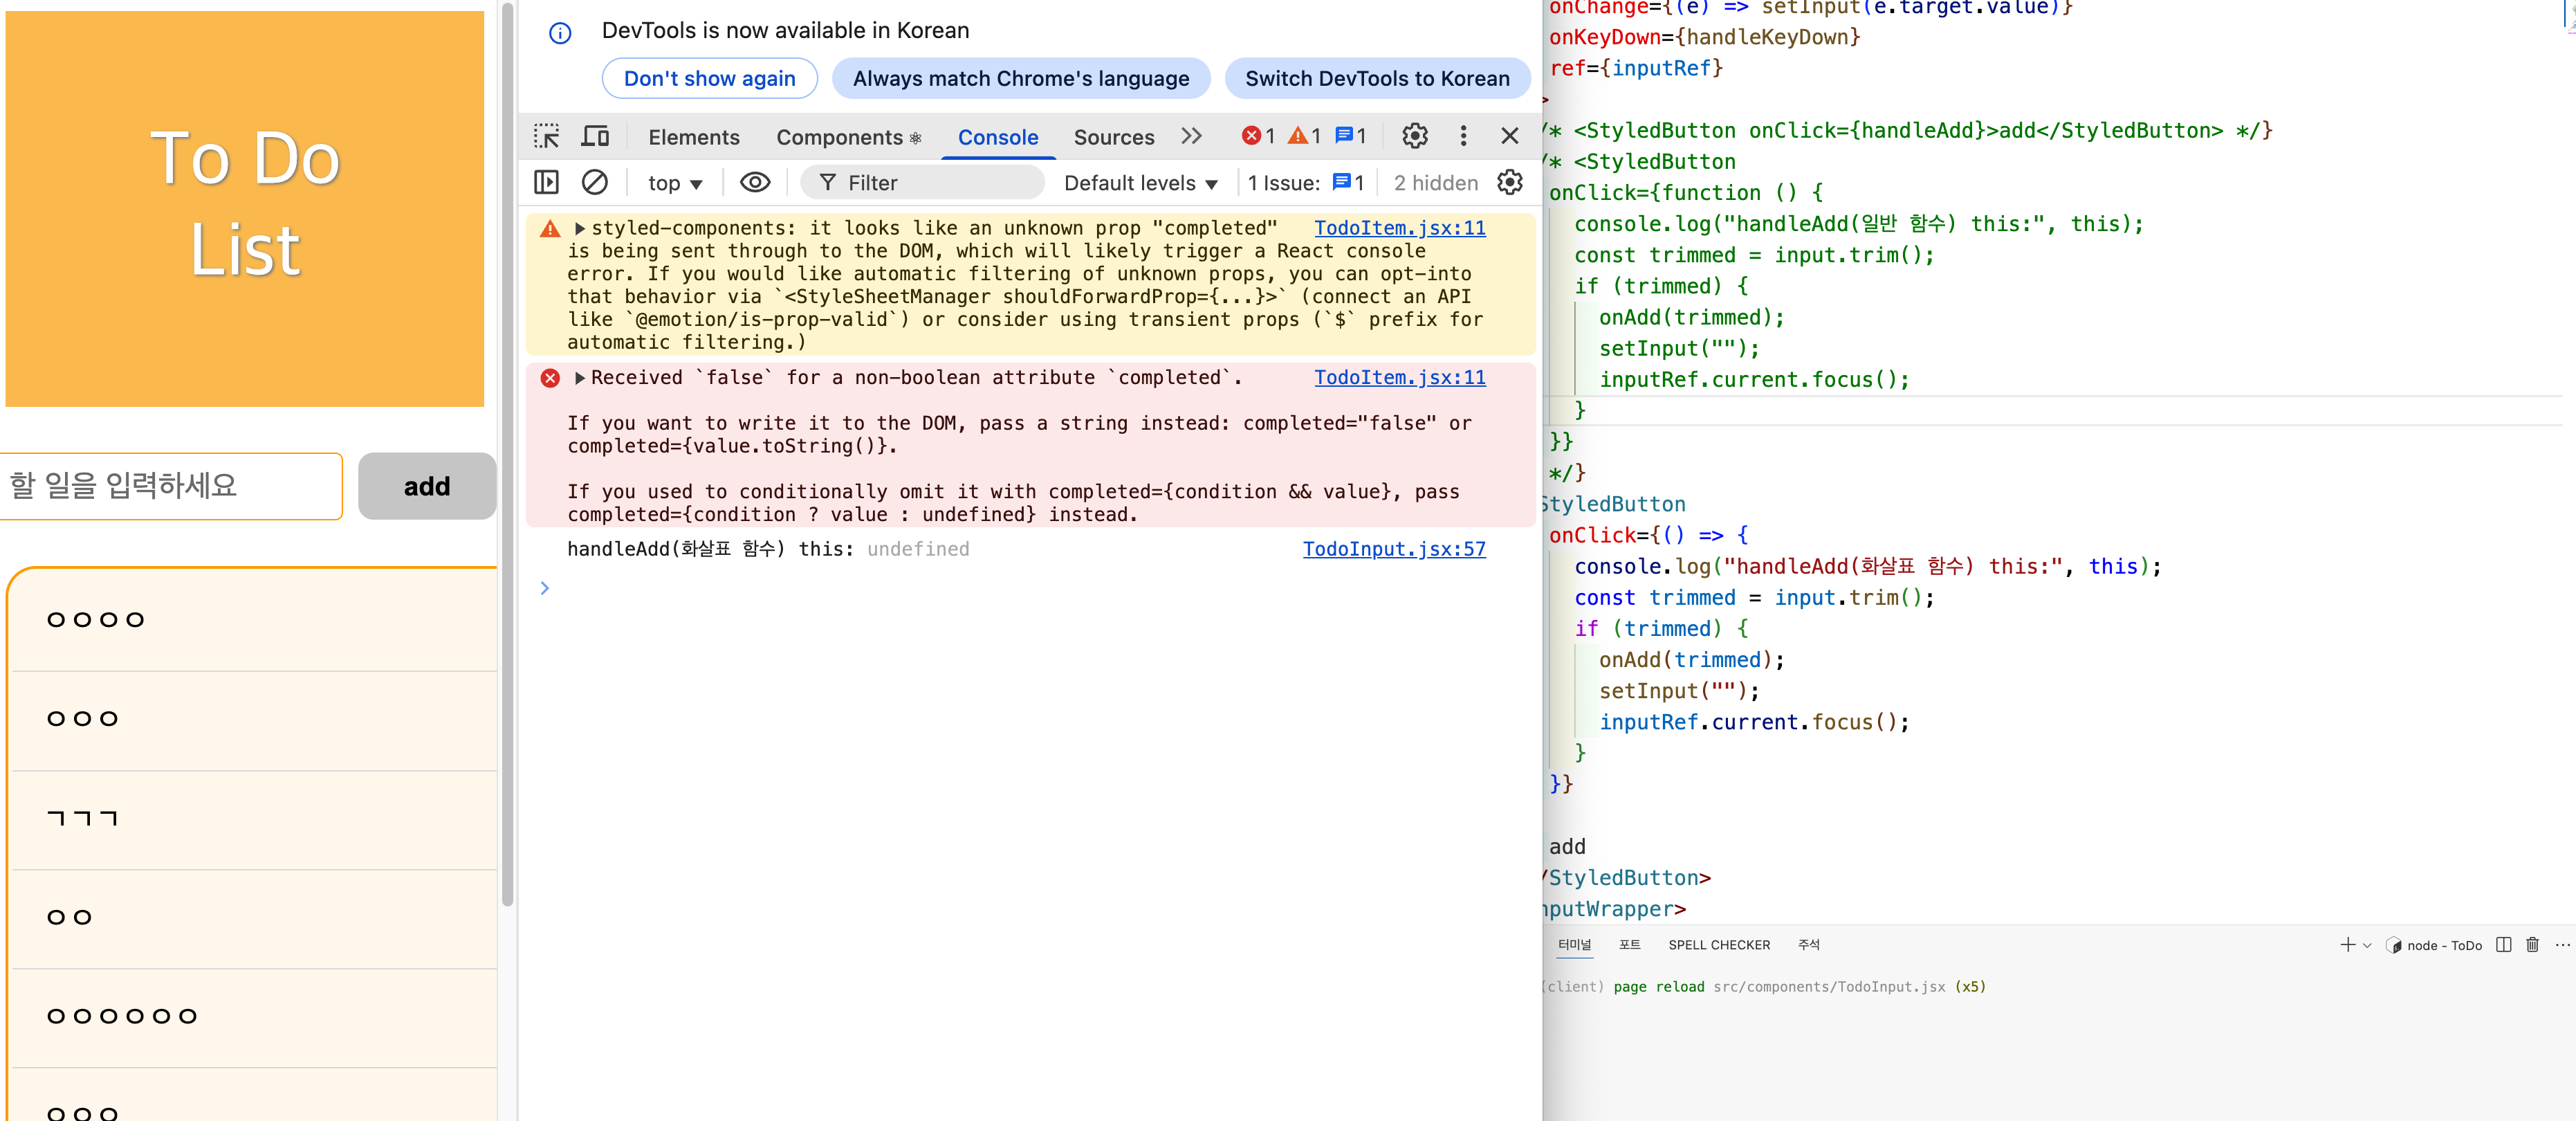 To Do
List
할 일을 입력하세요
add
ㅇㅇㅇㅇ
ㅇㅇㅇ
ㄱㄱㄱ
ㅇㅇ
ㅇㅇㅇㅇㅇㅇ
ㅇㅇㅇ
DevTools is now available in Korean
Don't show again
Always match Chrome's language
Switch DevTools to Korean
Elements
Components
Console
Sources
1
1
1
top
Filter
Default levels
1 Issue:
1
2 hidden
styled-components: it looks like an unknown prop "completed" TodoItem.jsx:11
is being sent through to the DOM, which will likely trigger a React console
error. If you would like automatic filtering of unknown props, you can opt-into
that behavior via `<StyleSheetManager shouldForwardProp={...}>` (connect an API
like `@emotion/is-prop-valid`) or consider using transient props (`$` prefix for
automatic filtering.)
Received `false` for a non-boolean attribute `completed`. TodoItem.jsx:11
If you want to write it to the DOM, pass a string instead: completed="false" or
completed={value.toString()}.
If you used to conditionally omit it with completed={condition && value}, pass
completed={condition ? value : undefined} instead.
handleAdd(화살표 함수) this: undefined TodoInput.jsx:57
>
onChange={(e) => setInput(e.target.value)}
onKeyDown={handleKeyDown}
ref={inputRef}
>
/* <StyledButton onClick={handleAdd}>add</StyledButton> */}
/* <StyledButton
onClick={function () {
console.log("handleAdd(일반 함수) this:", this);
const trimmed = input.trim();
if (trimmed) {
onAdd(trimmed);
setInput("");
inputRef.current.focus();
}
}}
*/}
StyledButton
onClick={() => {
console.log("handleAdd(화살표 함수) this:", this);
const trimmed = input.trim();
if (trimmed) {
onAdd(trimmed);
setInput("");
inputRef.current.focus();
}
}}
add
/StyledButton>
nputWrapper>
터미널
포트
SPELL CHECKER
주석
node - ToDo
(client) page reload src/components/TodoInput.jsx (x5)